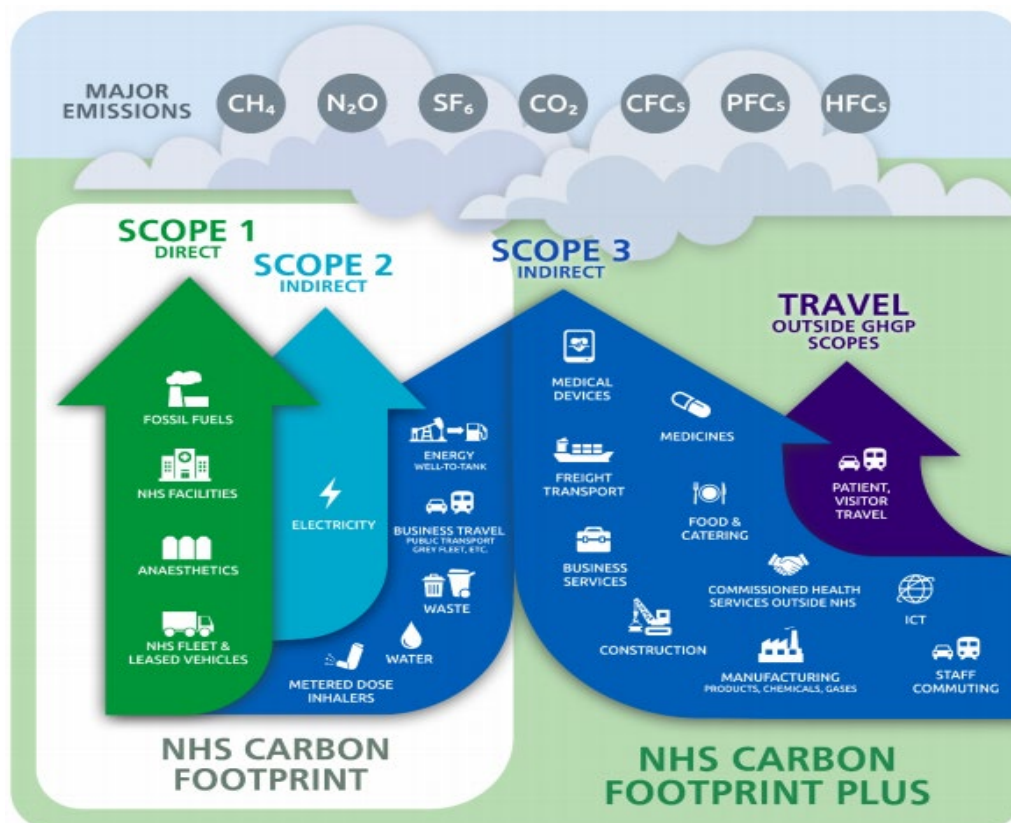 MAJOR
EMISSIONS
CH₄
N₂O
SF₆
CO₂
CFCs
PFCs
HFCs
SCOPE 1
DIRECT
SCOPE 2
INDIRECT
SCOPE 3
INDIRECT
TRAVEL
OUTSIDE GHGP
SCOPES
FOSSIL FUELS
NHS FACILITIES
ANAESTHETICS
NHS FLEET &
LEASED VEHICLES
ELECTRICITY
ENERGY
WELL-TO-TANK
BUSINESS TRAVEL
PUBLIC TRANSPORT
GREY FLEET, ETC.
WASTE
WATER
METERED DOSE
INHALERS
MEDICAL
DEVICES
MEDICINES
FREIGHT
TRANSPORT
FOOD &
CATERING
BUSINESS
SERVICES
COMMISSIONED HEALTH
SERVICES OUTSIDE NHS
ICT
CONSTRUCTION
MANUFACTURING
PRODUCTS, CHEMICALS, GASES
STAFF
COMMUTING
PATIENT,
VISITOR
TRAVEL
NHS CARBON
FOOTPRINT
NHS CARBON
FOOTPRINT PLUS